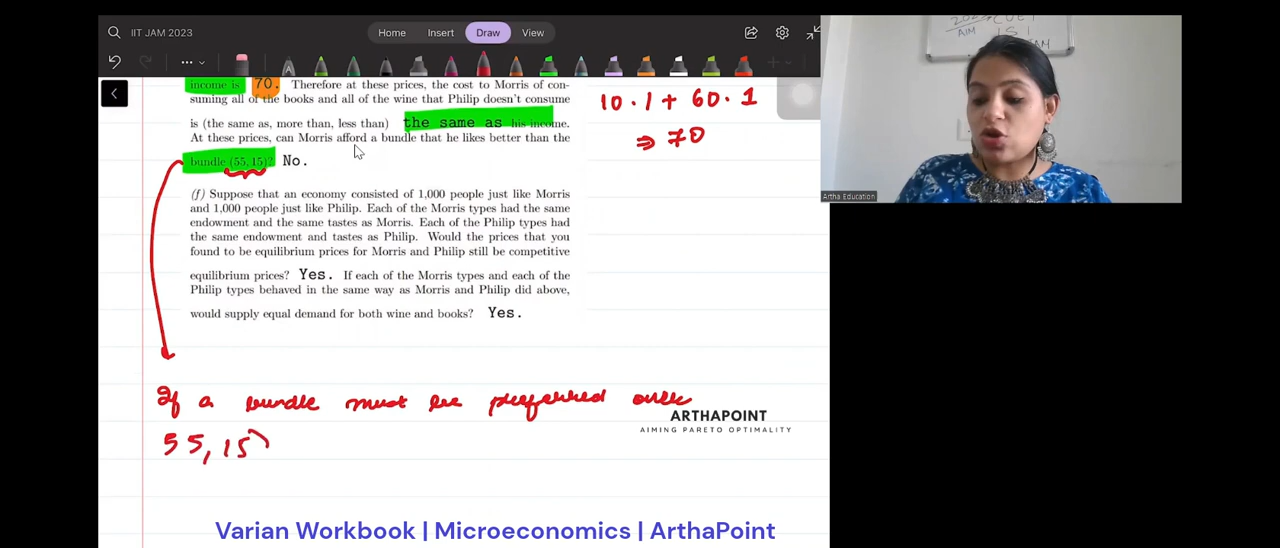 IIT JAM 2023
Home Insert Draw View
income is 70. Therefore at these prices, the cost to Morris of con-
suming all of the books and all of the wine that Philip doesn't consume
is (the same as, more than, less than) the same as his income.
At these prices, can Morris afford a bundle that he likes better than the
bundle (55, 15)? No.
(f) Suppose that an economy consisted of 1,000 people just like Morris
and 1,000 people just like Philip. Each of the Morris types had the same
endowment and the same tastes as Morris. Each of the Philip types had
the same endowment and tastes as Philip. Would the prices that you
found to be equilibrium prices for Morris and Philip still be competitive
equilibrium prices? Yes. If each of the Morris types and each of the
Philip types behaved in the same way as Morris and Philip did above,
would supply equal demand for both wine and books? Yes.
10 · 1 + 60 · 1
⇒ 70
If a bundle must be preferred over
55, 15)
ARTHAPOINT
AIMING PARETO OPTIMALITY
Varian Workbook | Microeconomics | ArthaPoint
AIM ISI
Artha Education